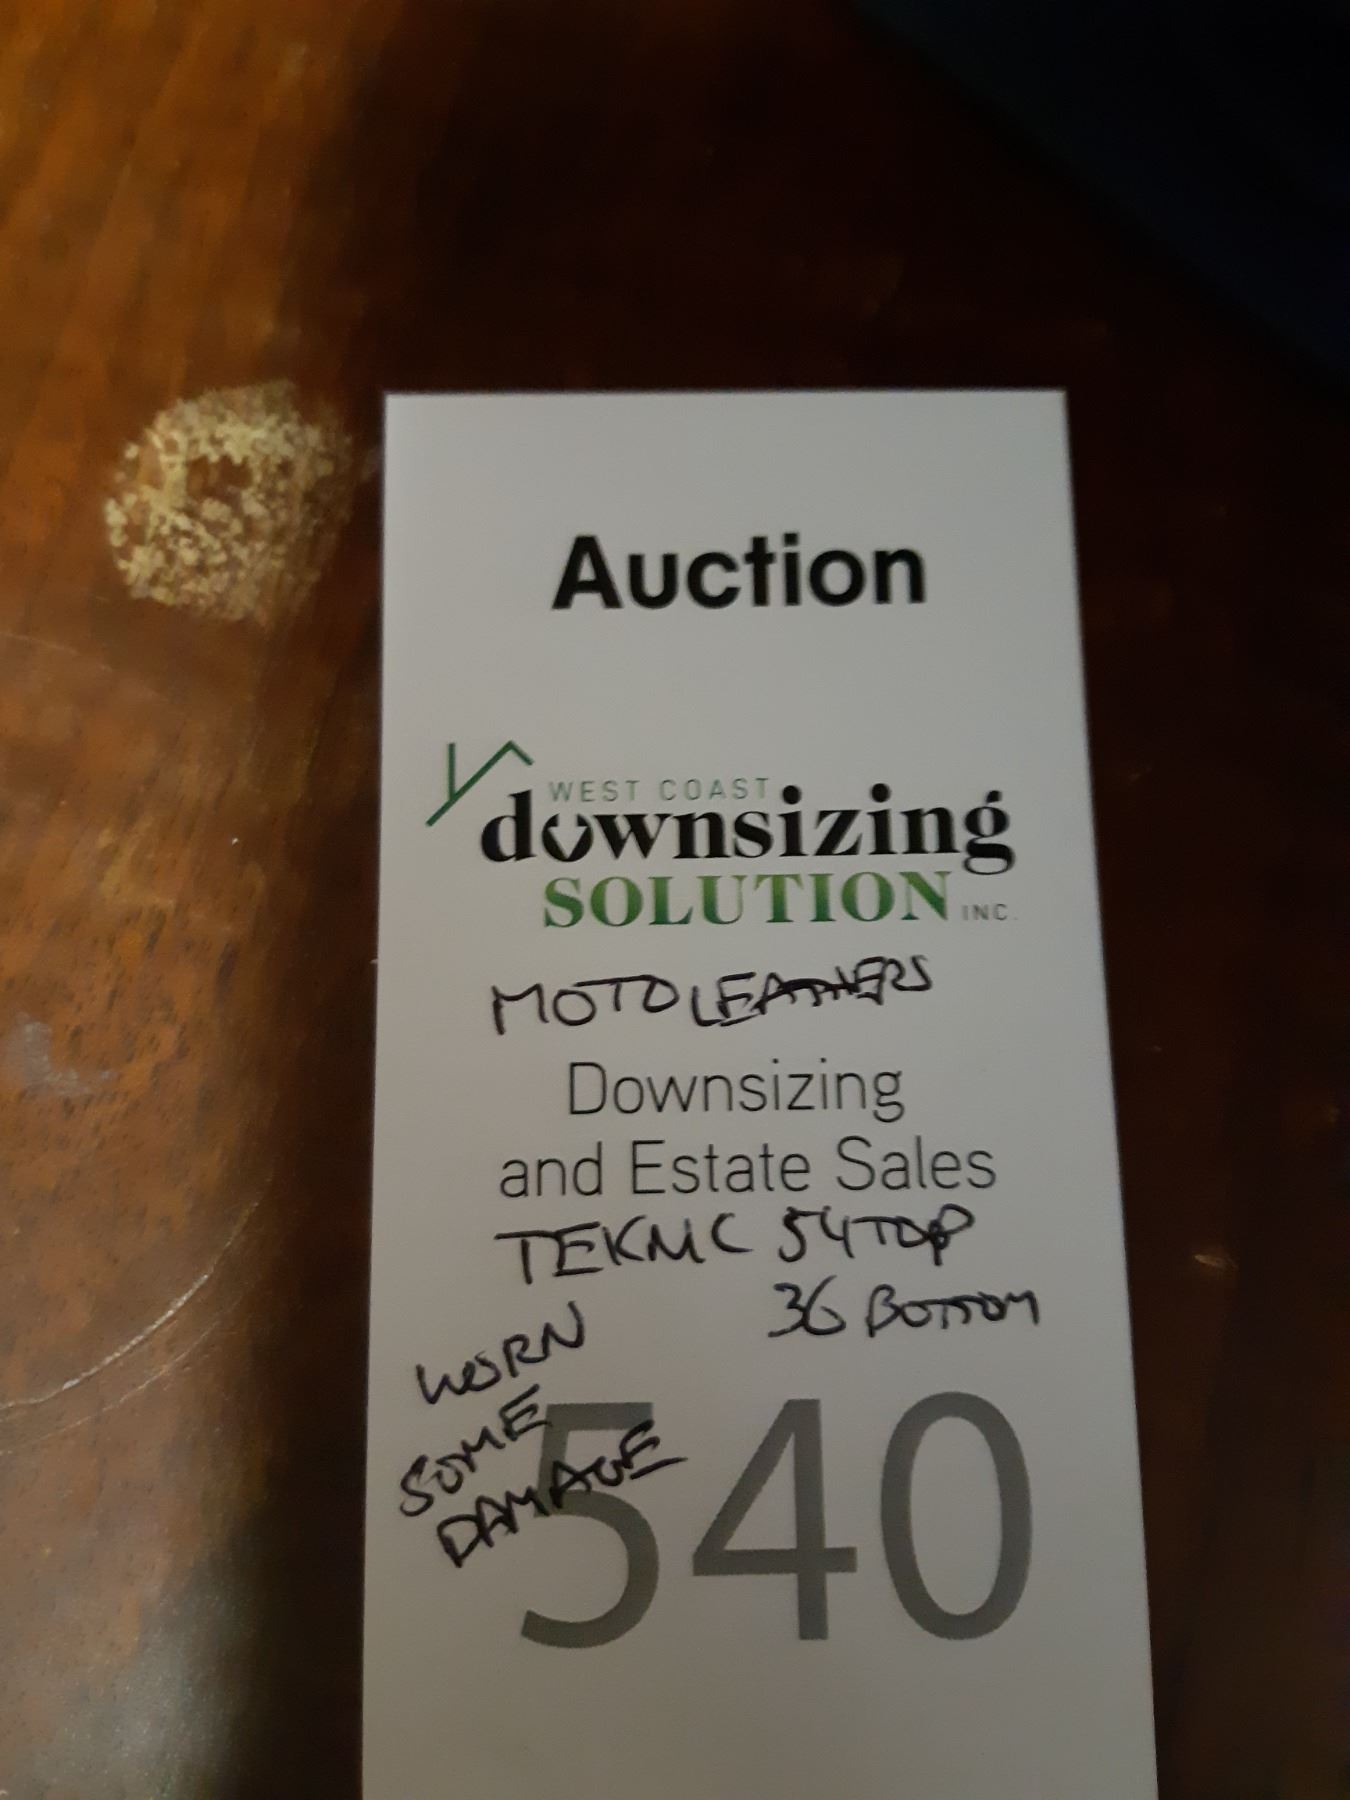 Auction
WEST COAST
downsizing
SOLUTION INC.
MOTO LEATHERS
Downsizing
and Estate Sales
TEKMC 54 TOP
36 BOTTOM
WORN
SOME
DAMAGE
540